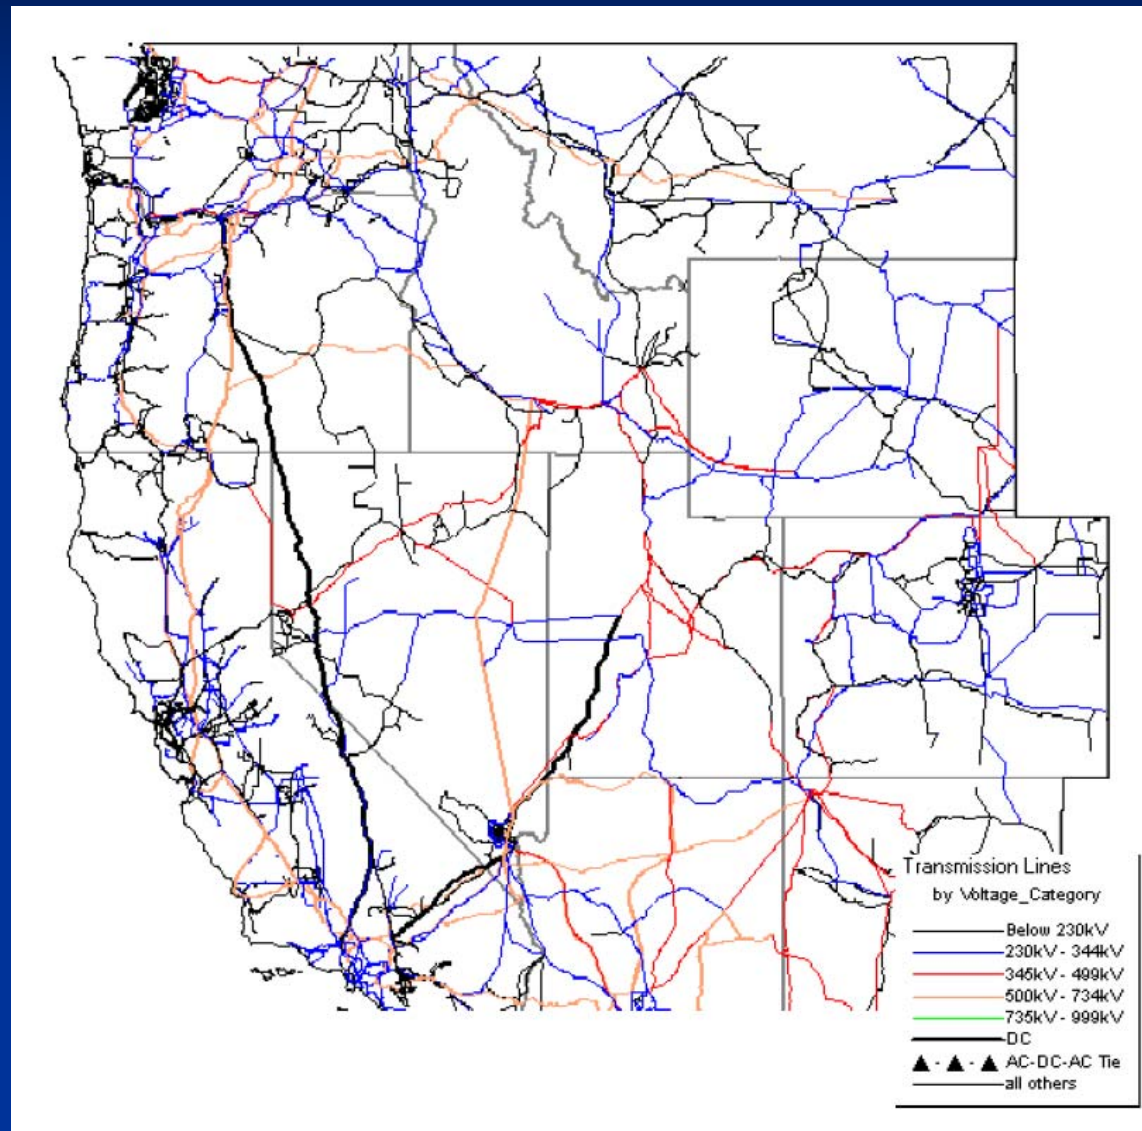 Transmission Lines
by Voltage_Category
Below 230kV
230kV - 344kV
345kV - 499kV
500kV - 734kV
735kV - 999kV
DC
AC-DC-AC Tie
all others